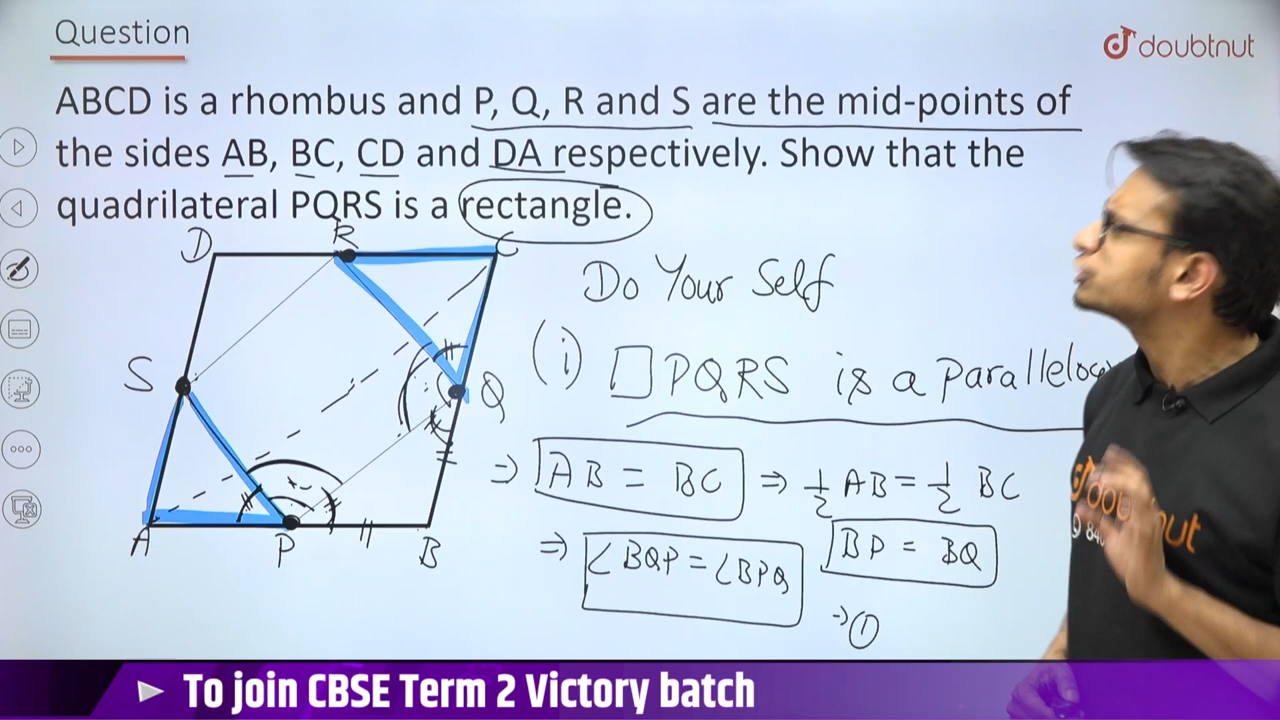 Question
doubtnut
ABCD is a rhombus and P, Q, R and S are the mid-points of
the sides AB, BC, CD and DA respectively. Show that the
quadrilateral PQRS is a rectangle.
D R C
Do Your Self
S Q
(i) □ PQRS is a parallelo
⇒ AB = BC ⇒ 1/2 AB = 1/2 BC
A P B
⇒ ∠BQP = ∠BPQ
BP = BQ
→ ①
doubtnut
To join CBSE Term 2 Victory batch